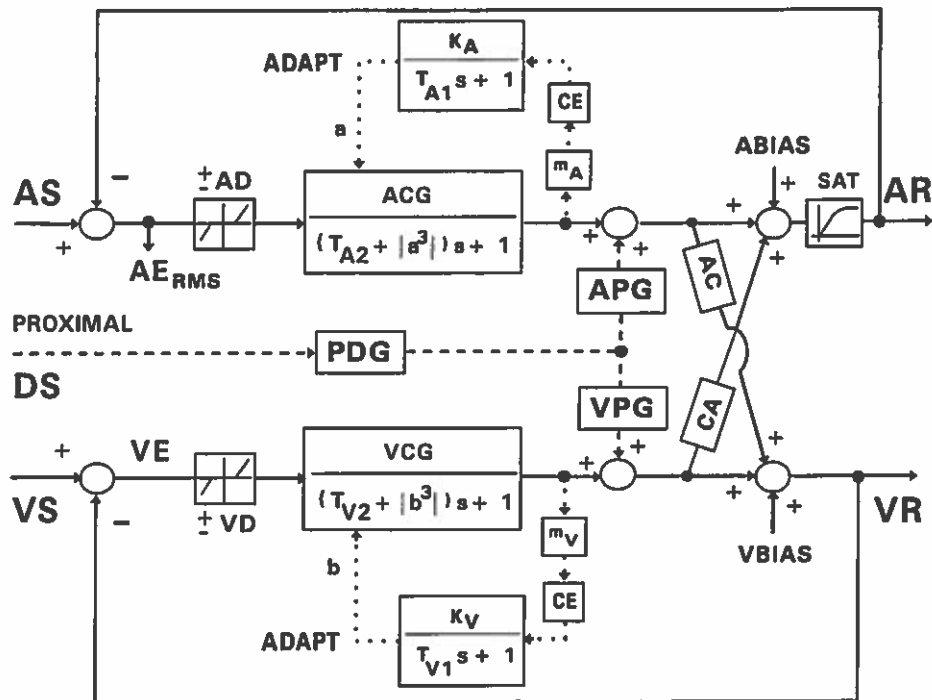 K_A
T_A1 s + 1
ADAPT
CE
a
m_A
ABIAS
SAT
AS
−
+
± AD
ACG
(T_A2 + |a³|) s + 1
+
+
+
+
+
AR
AE_RMS
APG
AC
PROXIMAL
PDG
DS
VPG
CA
+
VE
VCG
(T_V2 + |b³|) s + 1
+
+
+
+
+
VS
−
± VD
VR
m_V
VBIAS
b
CE
ADAPT
K_V
T_V1 s + 1